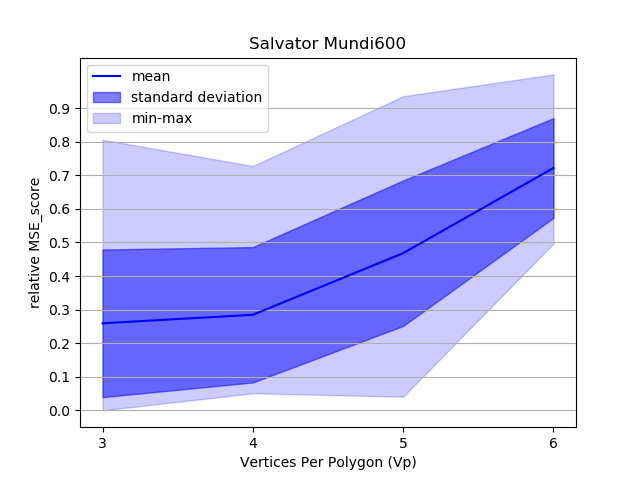 Salvator Mundi600
mean
standard deviation
min-max
relative MSE_score
0.9
0.8
0.7
0.6
0.5
0.4
0.3
0.2
0.1
0.0
3 4 5 6
Vertices Per Polygon (Vp)